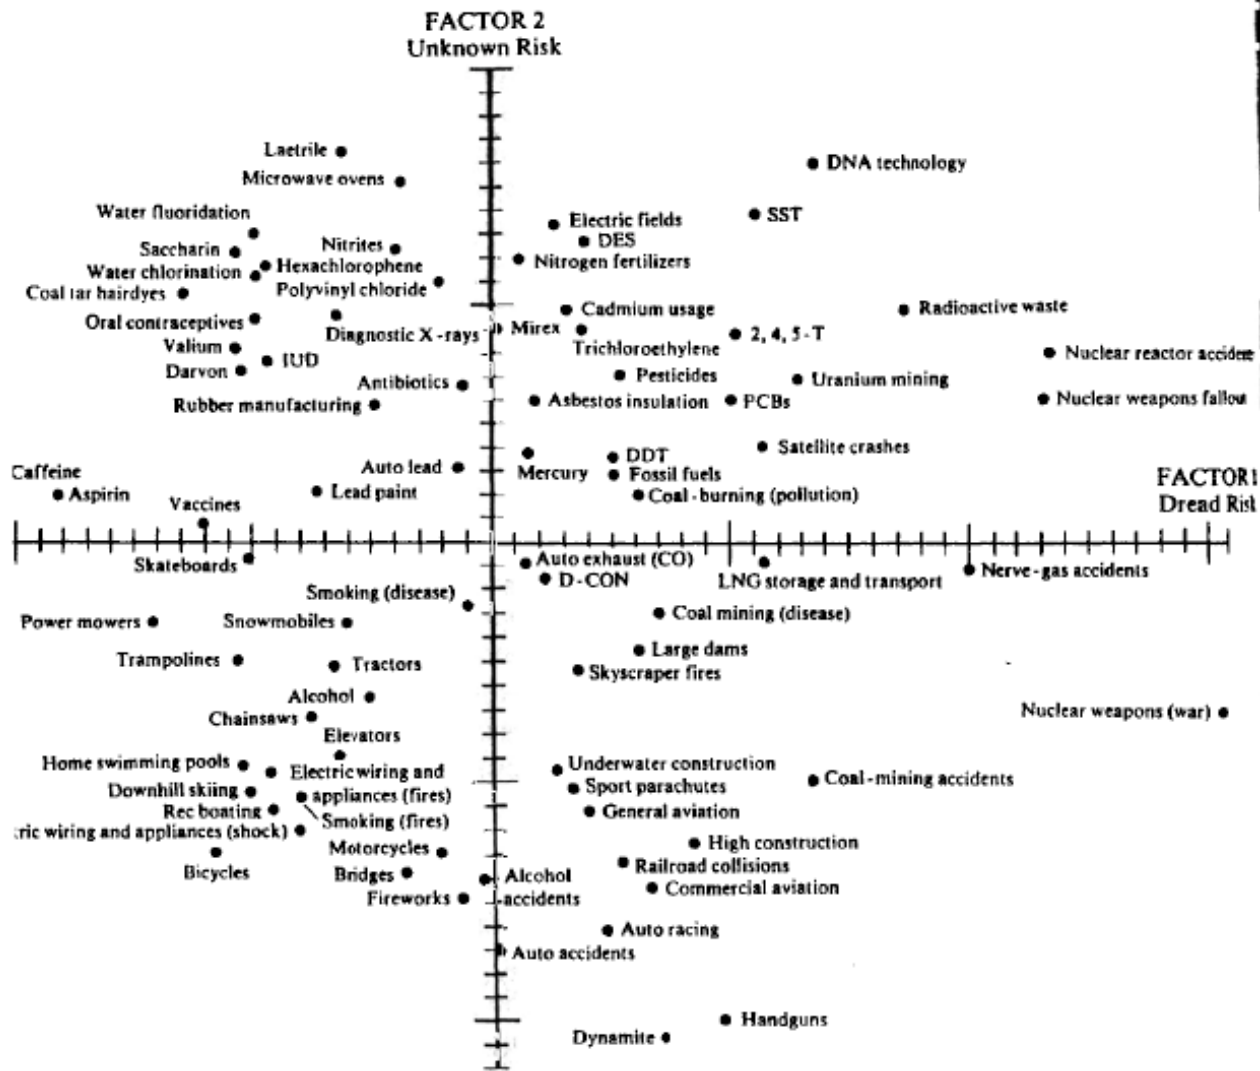 FACTOR 2
Unknown Risk
Laetrile
DNA technology
Microwave ovens
Water fluoridation
SST
Electric fields
DES
Saccharin
Nitrites
Nitrogen fertilizers
Water chlorination
Hexachlorophene
Coal tar hairdyes
Polyvinyl chloride
Cadmium usage
Radioactive waste
Oral contraceptives
Diagnostic X-rays
Mirex
2, 4, 5-T
Valium
Trichloroethylene
Nuclear reactor accidents
IUD
Darvon
Antibiotics
Pesticides
Uranium mining
Rubber manufacturing
Asbestos insulation
PCBs
Nuclear weapons fallout
Satellite crashes
DDT
Caffeine
Auto lead
Mercury
Fossil fuels
FACTOR 1
Aspirin
Lead paint
Coal-burning (pollution)
Dread Risk
Vaccines
Skateboards
Auto exhaust (CO)
D-CON
LNG storage and transport
Nerve-gas accidents
Smoking (disease)
Coal mining (disease)
Power mowers
Snowmobiles
Large dams
Trampolines
Tractors
Skyscraper fires
Alcohol
Chainsaws
Nuclear weapons (war)
Elevators
Home swimming pools
Electric wiring and
appliances (fires)
Underwater construction
Coal-mining accidents
Downhill skiing
Sport parachutes
Rec boating
Smoking (fires)
General aviation
tric wiring and appliances (shock)
Motorcycles
High construction
Railroad collisions
Bicycles
Bridges
Alcohol
accidents
Commercial aviation
Fireworks
Auto racing
Auto accidents
Handguns
Dynamite